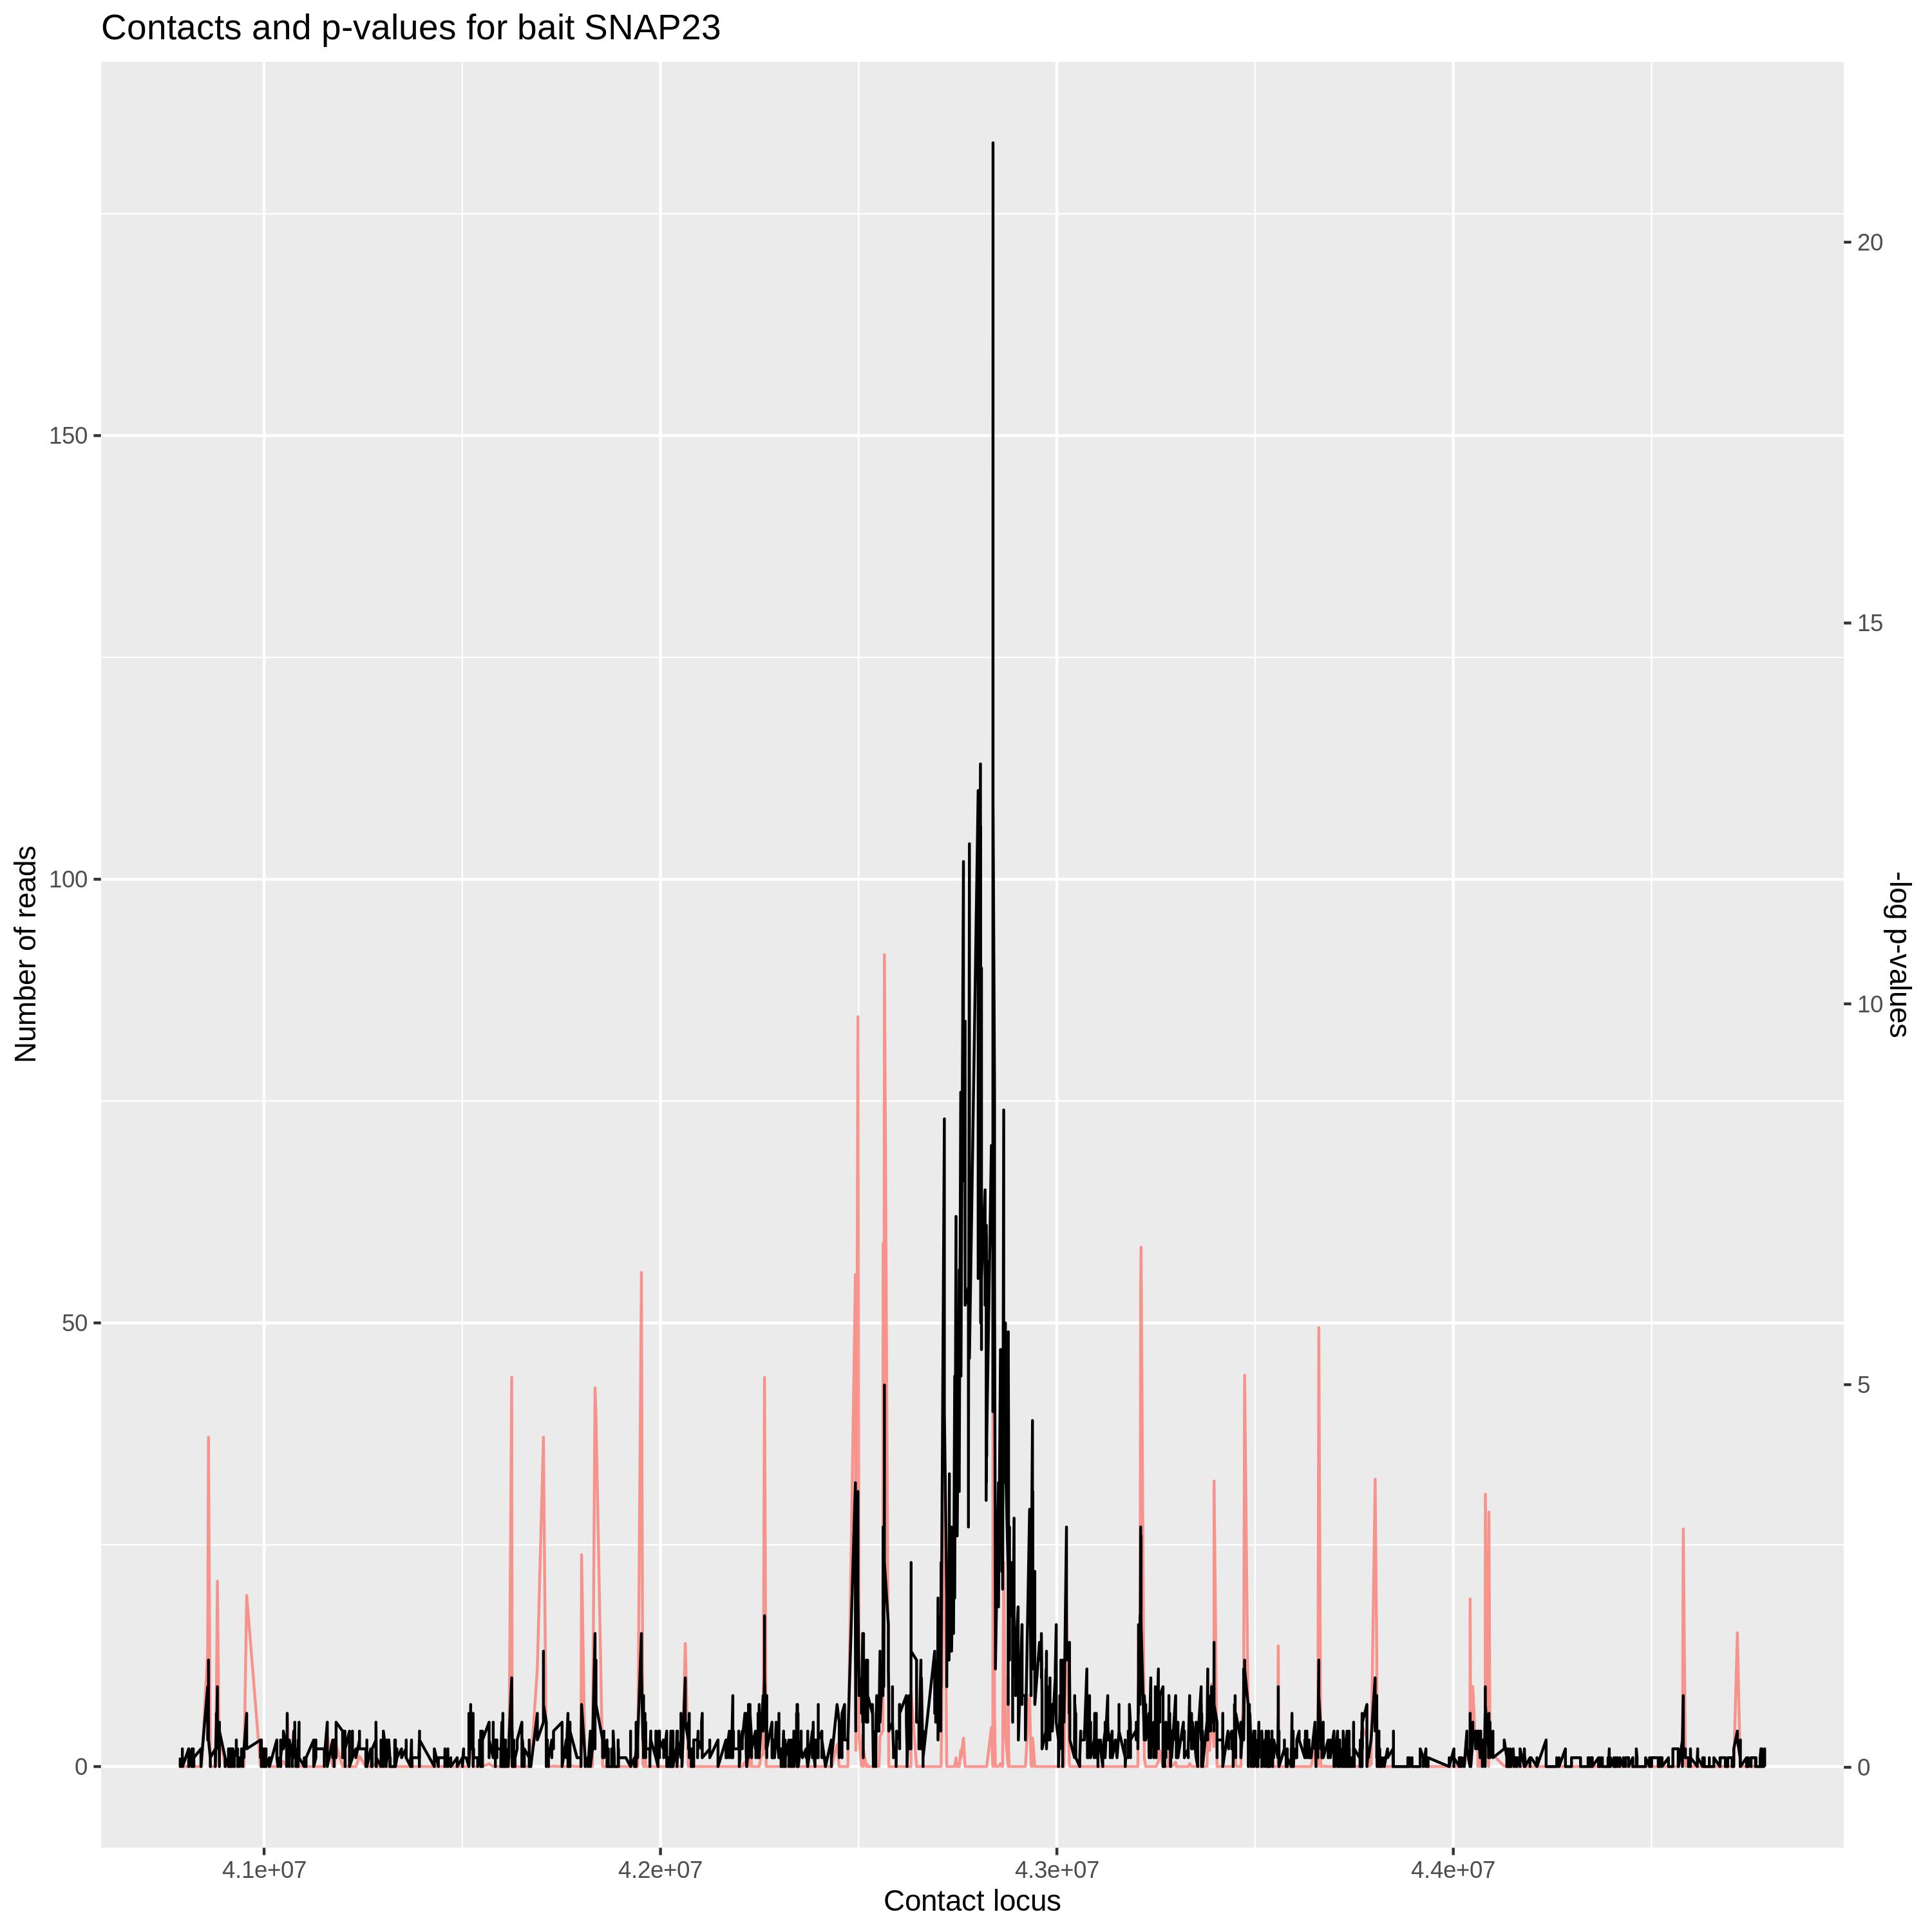 Contacts and p-values for bait SNAP23
Number of reads
150
100
50
0
20
15
10
5
0
-log p-values
4.1e+07 4.2e+07 4.3e+07 4.4e+07
Contact locus